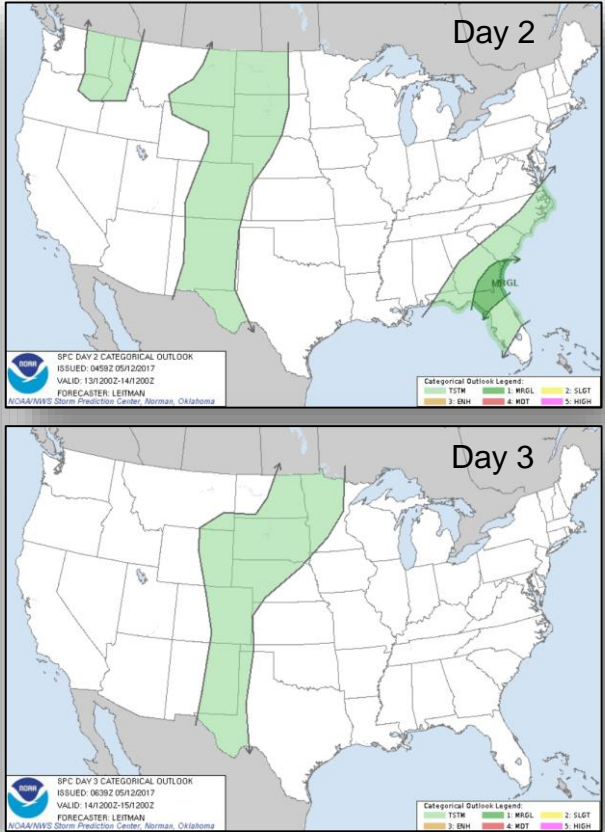 Day 2
MRGL
NOAA
SPC DAY 2 CATEGORICAL OUTLOOK
ISSUED: 0459Z 05/12/2017
VALID: 13/1200Z-14/1200Z
FORECASTER: LEITMAN
NOAA/NWS Storm Prediction Center, Norman, Oklahoma
Categorical Outlook Legend:
TSTM 1: MRGL 2: SLGT
3: ENH 4: MDT 5: HIGH
Day 3
NOAA
SPC DAY 3 CATEGORICAL OUTLOOK
ISSUED: 0639Z 05/12/2017
VALID: 14/1200Z-15/1200Z
FORECASTER: LEITMAN
NOAA/NWS Storm Prediction Center, Norman, Oklahoma
Categorical Outlook Legend:
TSTM 1: MRGL 2: SLGT
3: ENH 4: MDT 5: HIGH